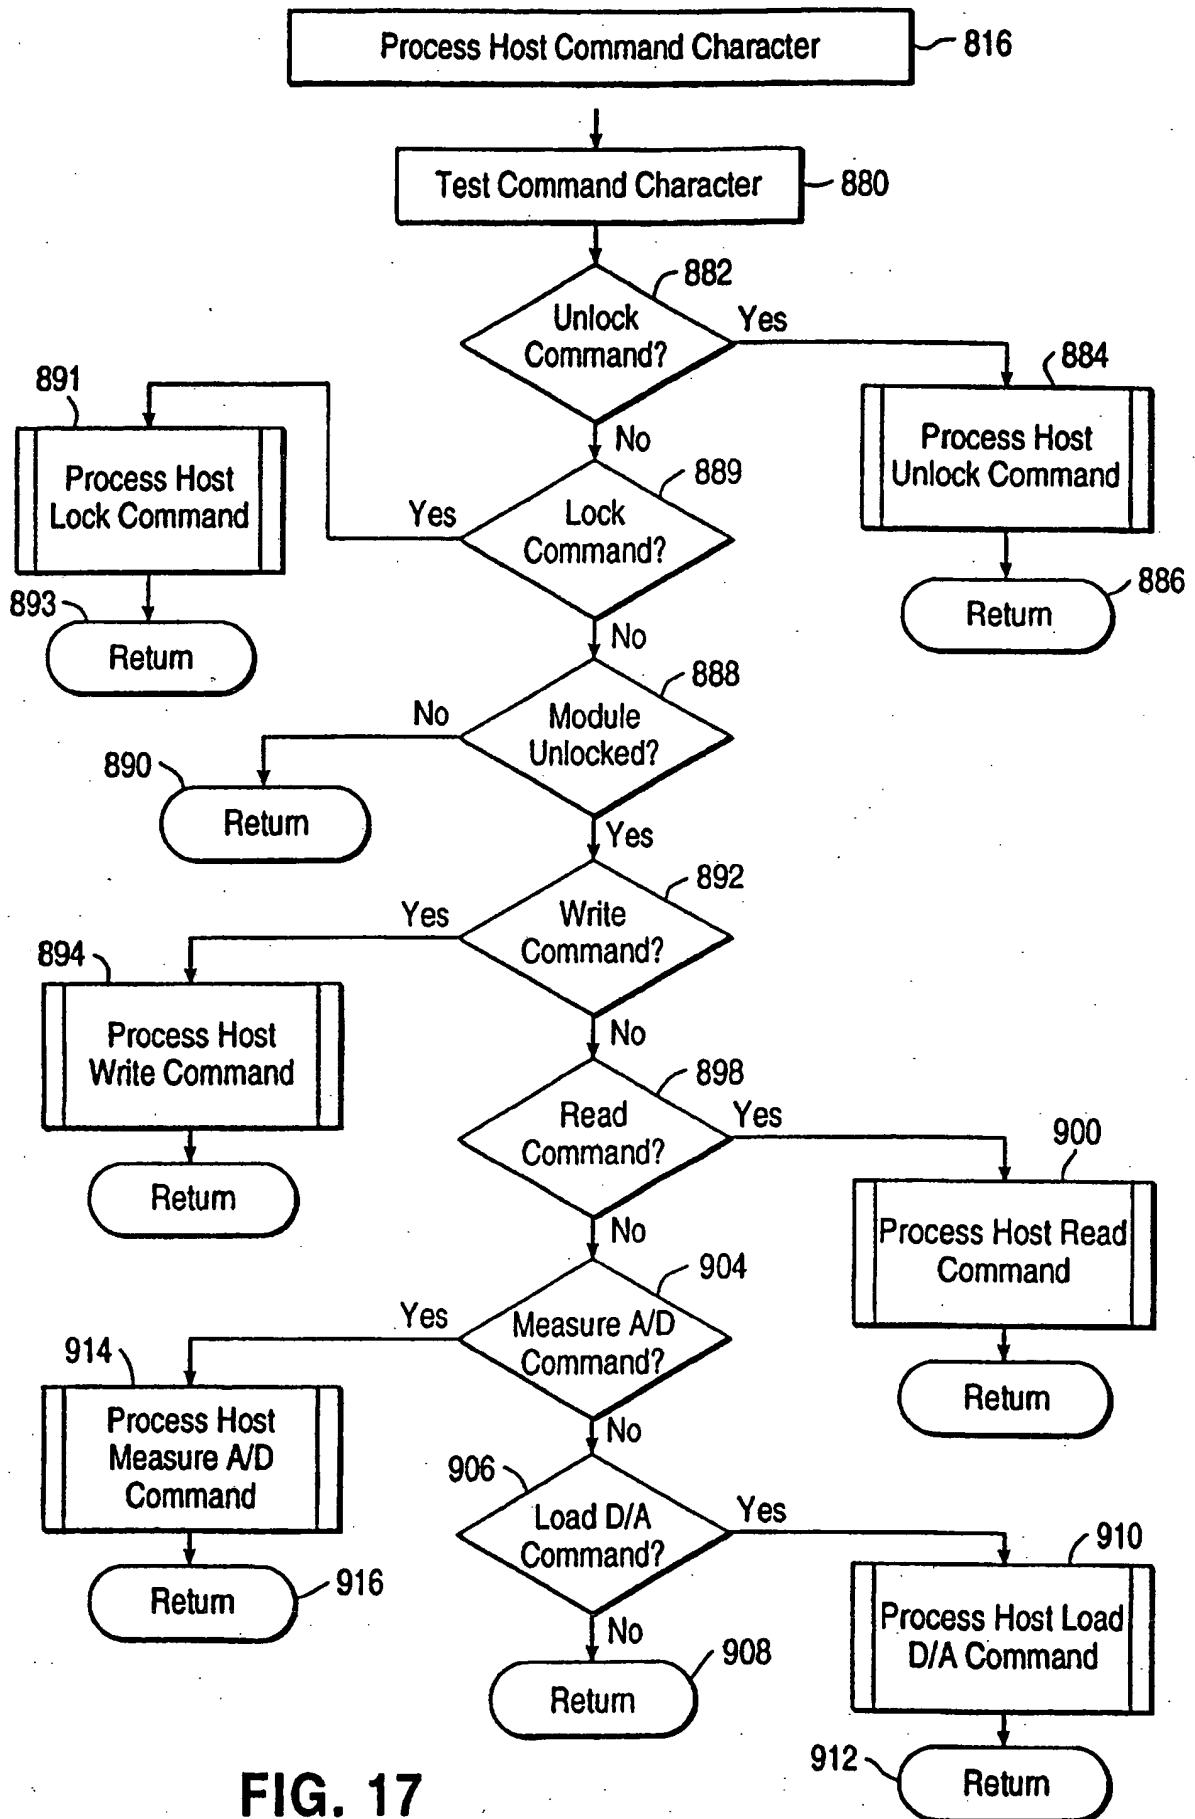 Process Host Command Character
816
Test Command Character
880
882
Unlock
Command?
Yes
884
Process Host
Unlock Command
886
Return
No
889
Lock
Command?
Yes
891
Process Host
Lock Command
893
Return
No
888
Module
Unlocked?
No
890
Return
Yes
892
Write
Command?
Yes
894
Process Host
Write Command
Return
No
898
Read
Command?
Yes
900
Process Host Read
Command
Return
No
904
Measure A/D
Command?
Yes
914
Process Host
Measure A/D
Command
Return
916
No
906
Load D/A
Command?
Yes
910
Process Host Load
D/A Command
912
Return
No
908
Return
FIG. 17